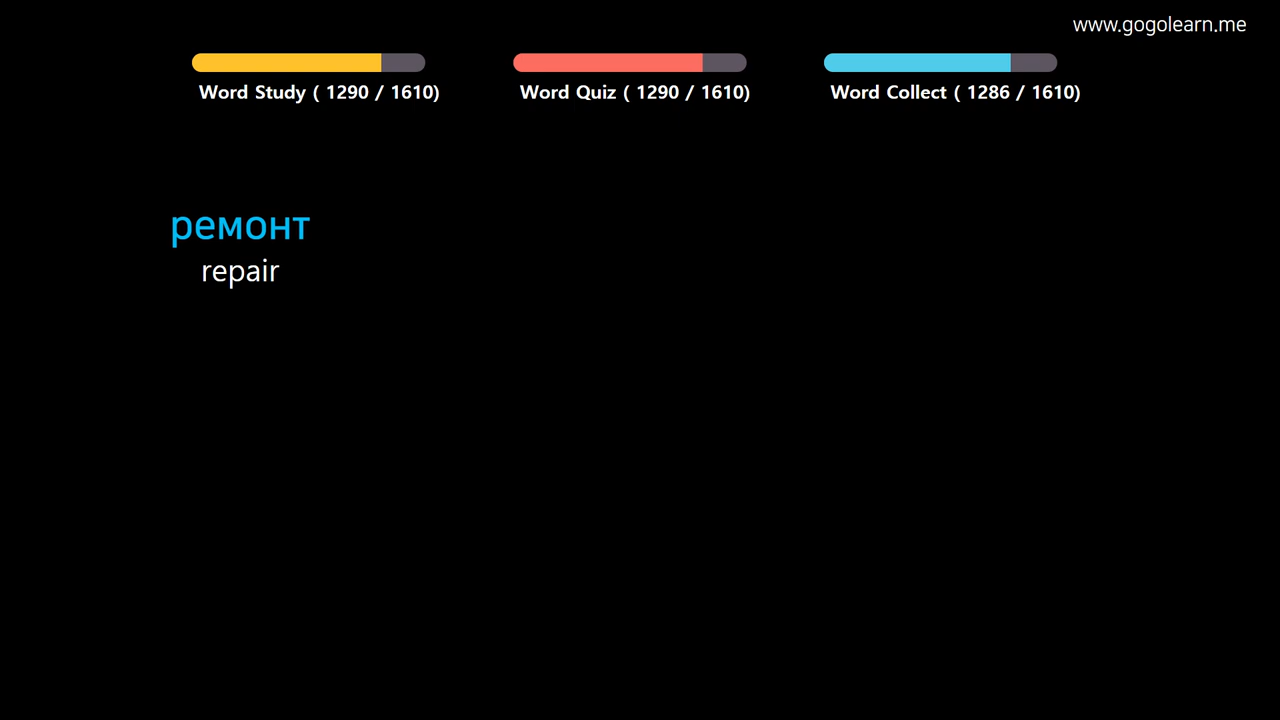 www.gogolearn.me
Word Study ( 1290 / 1610)
Word Quiz ( 1290 / 1610)
Word Collect ( 1286 / 1610)
ремонт
repair